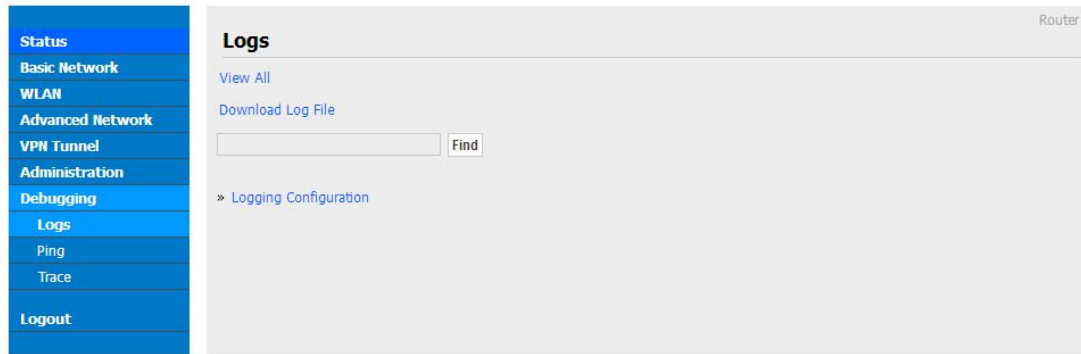 Router
Status
Basic Network
WLAN
Advanced Network
VPN Tunnel
Administration
Debugging
Logs
Ping
Trace
Logout
Logs
View All
Download Log File
Find
» Logging Configuration